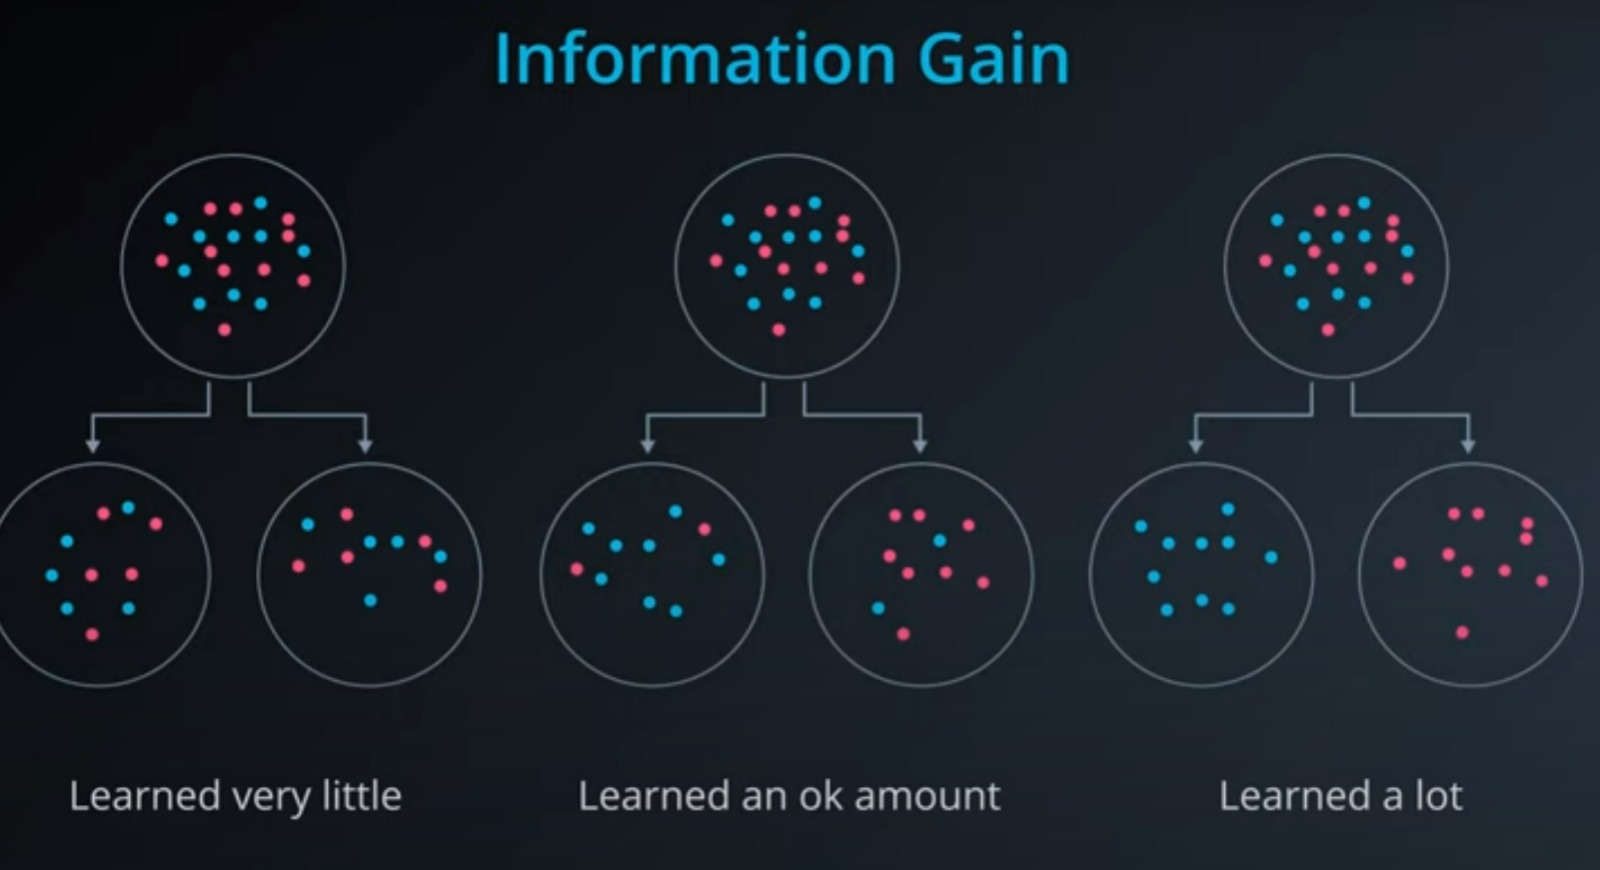 Information Gain
Learned very little
Learned an ok amount
Learned a lot